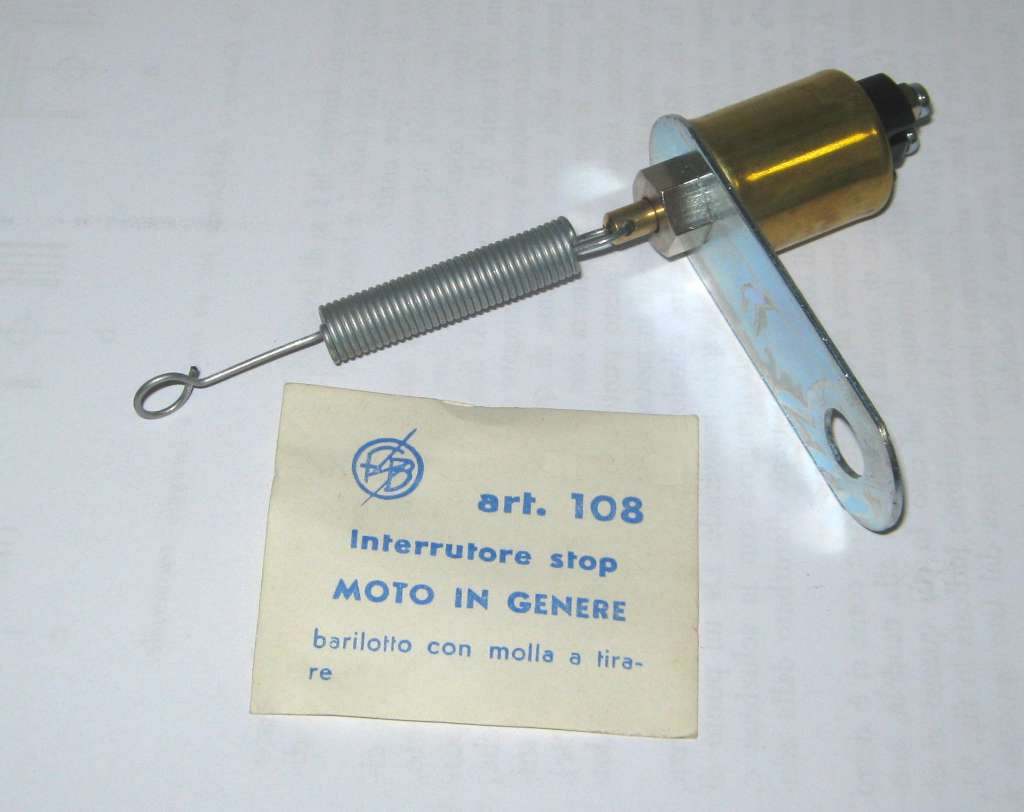 art. 108
Interrutore stop
MOTO IN GENERE
barilotto con molla a tira-
re